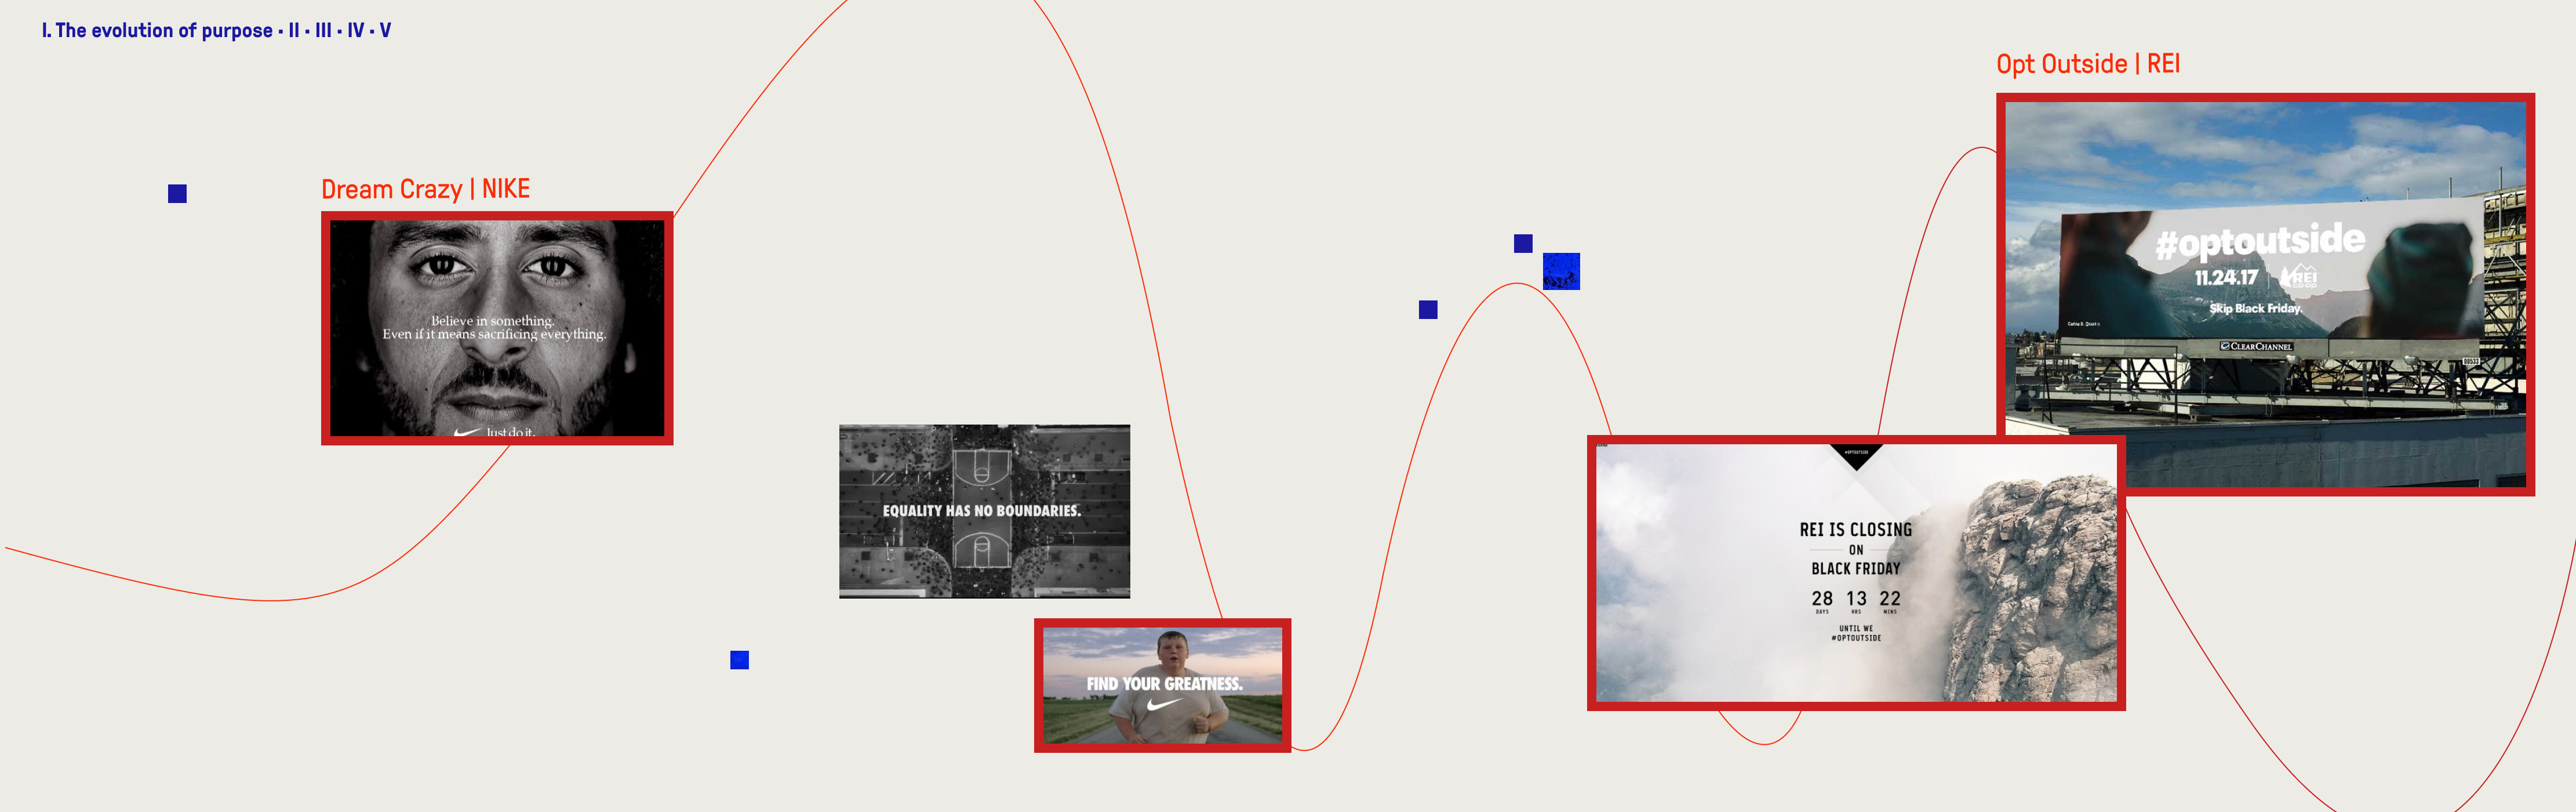 I. The evolution of purpose · II · III · IV · V
Dream Crazy | NIKE
Believe in something.
Even if it means sacrificing everything.
Just do it.
EQUALITY HAS NO BOUNDARIES.
FIND YOUR GREATNESS.
Opt Outside | REI
#optoutside
11.24.17
REI
CO·OP
Skip Black Friday.
CLEARCHANNEL
00533
#OPTOUTSIDE
REI IS CLOSING
ON
BLACK FRIDAY
28 13 22
DAYS HRS MINS
UNTIL WE
#OPTOUTSIDE